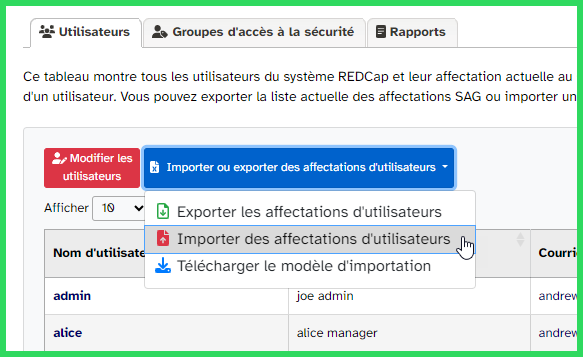 Utilisateurs
Groupes d'accès à la sécurité
Rapports
Ce tableau montre tous les utilisateurs du système REDCap et leur affectation actuelle au
d'un utilisateur. Vous pouvez exporter la liste actuelle des affectations SAG ou importer un
Modifier les
utilisateurs
Importer ou exporter des affectations d'utilisateurs
Afficher 10
Exporter les affectations d'utilisateurs
Importer des affectations d'utilisateurs
Télécharger le modèle d'importation
Nom d'utilisate
Courri
admin
joe admin
andrew
alice
alice manager
andrew